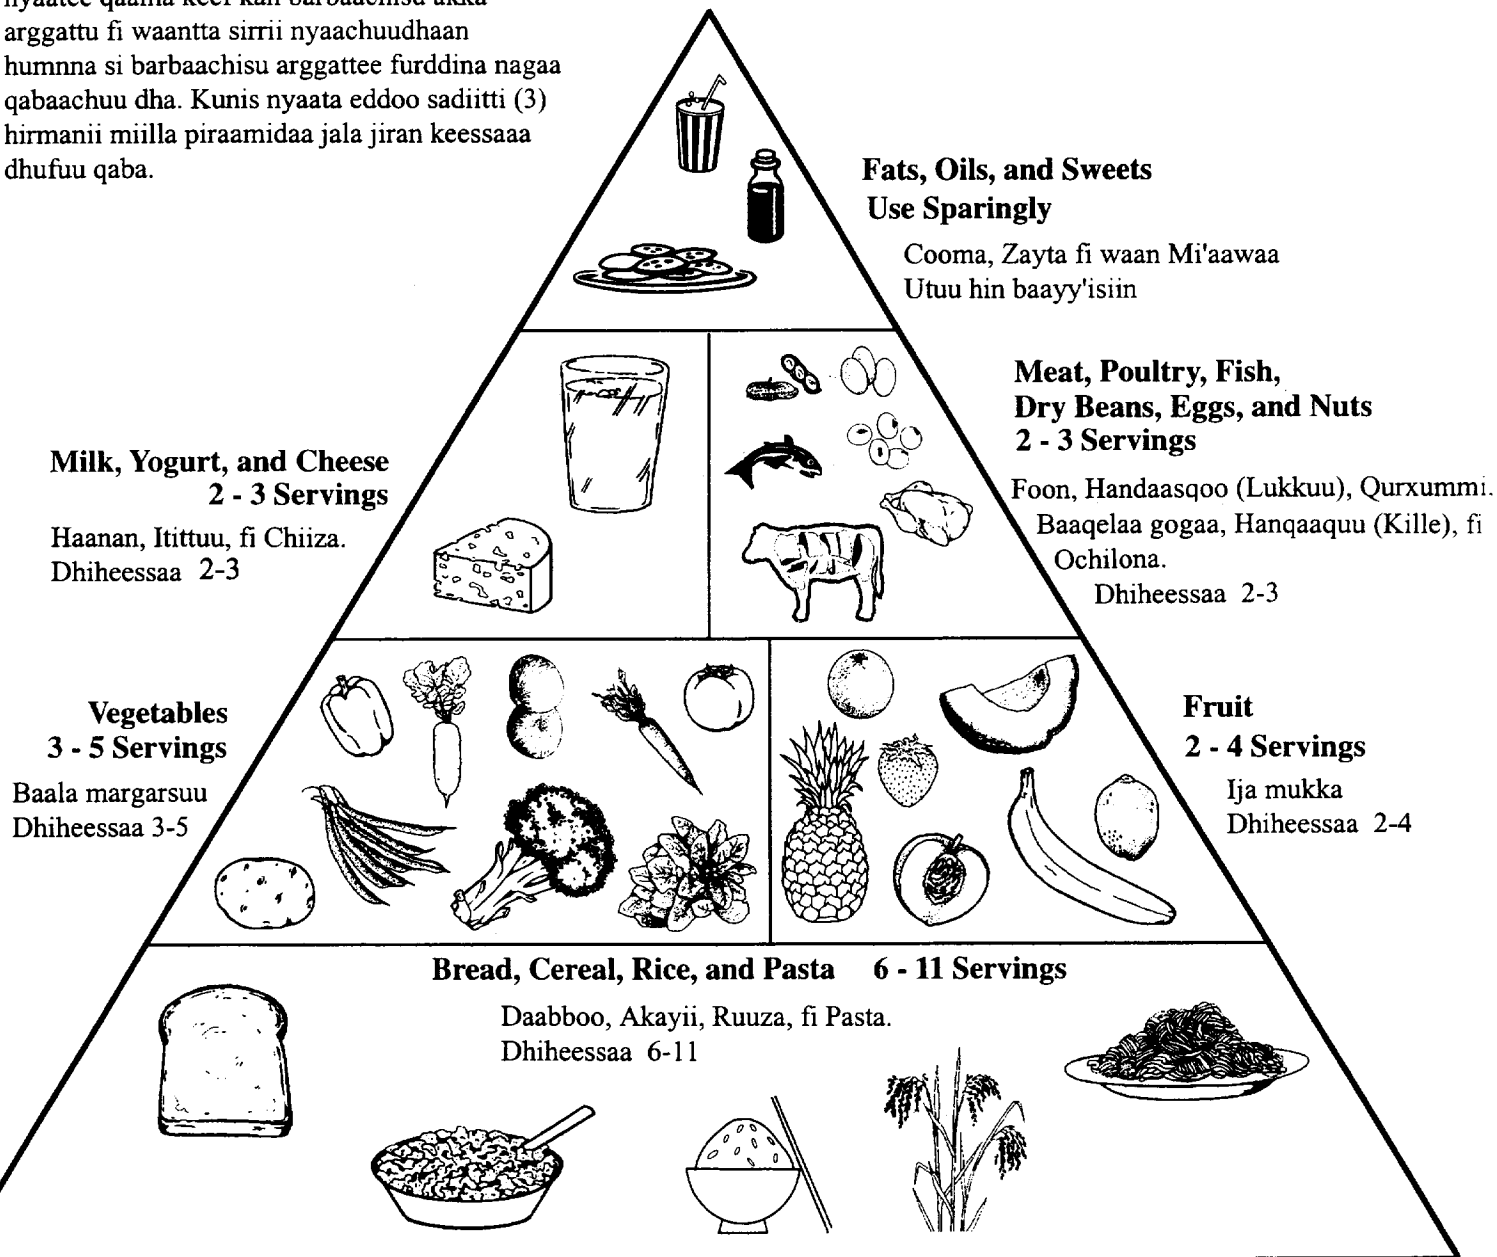 arggattu fi waantta sirrii nyaachuudhaan
humnna si barbaachisu arggattee furddina nagaa
qabaachuu dha. Kunis nyaata eddoo sadiitti (3)
hirmanii miilla piraamidaa jala jiran keessaaa
dhufuu qaba.
Fats, Oils, and Sweets
Use Sparingly
Cooma, Zayta fi waan Mi'aawaa
Utuu hin baayy'isiin
Milk, Yogurt, and Cheese
2 - 3 Servings
Haanan, Itittuu, fi Chiiza.
Dhiheessaa 2-3
Meat, Poultry, Fish,
Dry Beans, Eggs, and Nuts
2 - 3 Servings
Foon, Handaasqoo (Lukkuu), Qurxummi.
Baaqelaa gogaa, Hanqaaquu (Kille), fi
Ochilona.
Dhiheessaa 2-3
Vegetables
3 - 5 Servings
Baala margarsuu
Dhiheessaa 3-5
Fruit
2 - 4 Servings
Ija mukka
Dhiheessaa 2-4
Bread, Cereal, Rice, and Pasta 6 - 11 Servings
Daabboo, Akayii, Ruuza, fi Pasta.
Dhiheessaa 6-11